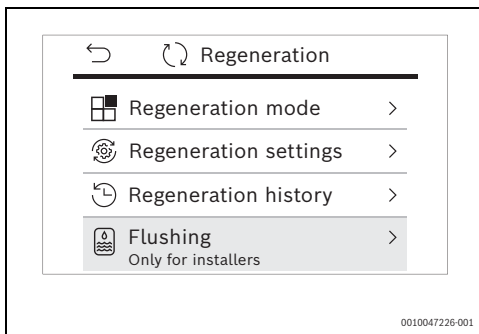 Regeneration
Regeneration mode
Regeneration settings
Regeneration history
Flushing
Only for installers
0010047226-001